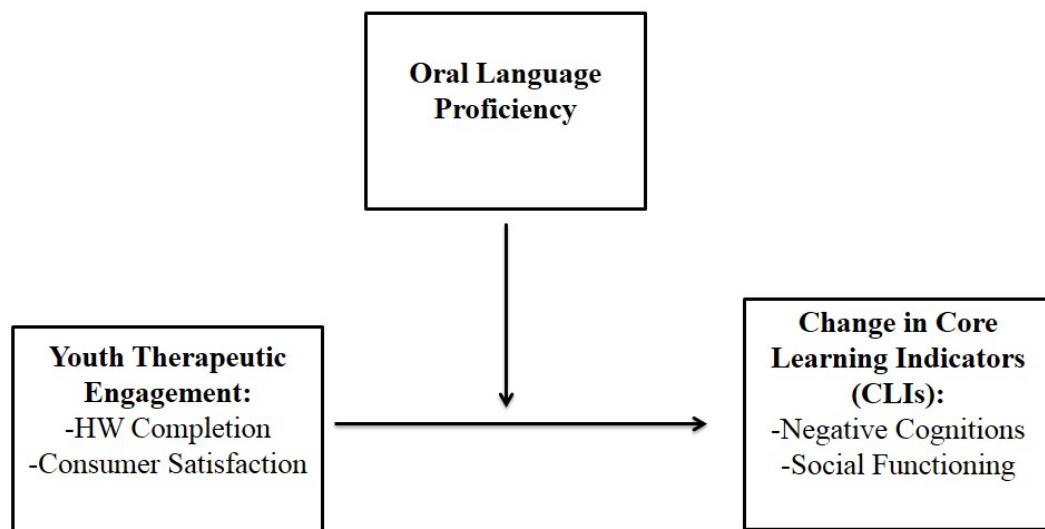 Oral Language
Proficiency
Youth Therapeutic
Engagement:
-HW Completion
-Consumer Satisfaction
Change in Core
Learning Indicators
(CLIs):
-Negative Cognitions
-Social Functioning